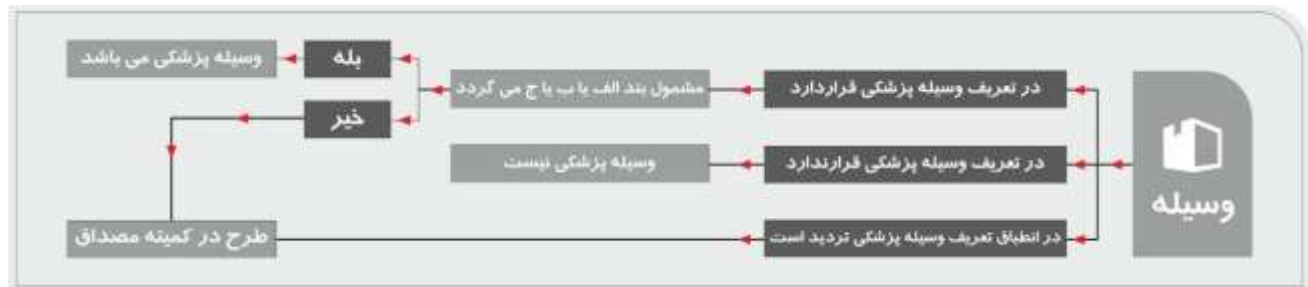 وسیله
در تعریف وسیله پزشکی قراردارد
مشمول بند الف یا ب یا ج می گردد
بله
وسیله پزشکی می باشد
خیر
در تعریف وسیله پزشکی قرارندارد
وسیله پزشکی نیست
در انطباق تعریف وسیله پزشکی تردید است
طرح در کمیته مصداق